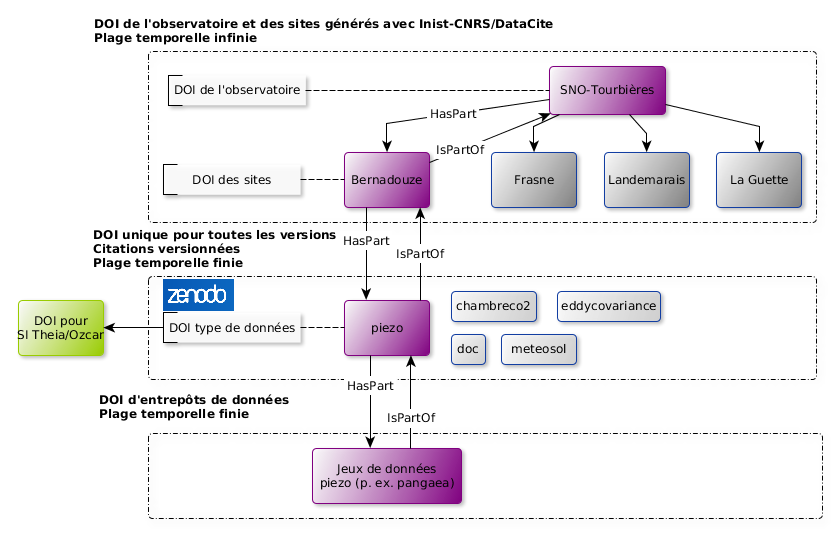 DOI de l'observatoire et des sites générés avec Inist-CNRS/DataCite
Plage temporelle infinie
DOI de l'observatoire
SNO-Tourbières
HasPart
IsPartOf
DOI des sites
Bernadouze
Frasne
Landemarais
La Guette
DOI unique pour toutes les versions
Citations versionnées
Plage temporelle finie
HasPart
IsPartOf
zenodo
DOI pour
SI Theia/Ozcar
DOI type de données
piezo
chambreco2
eddycovariance
doc
meteosol
HasPart
IsPartOf
DOI d'entrepôts de données
Plage temporelle finie
Jeux de données
piezo (p. ex. pangaea)